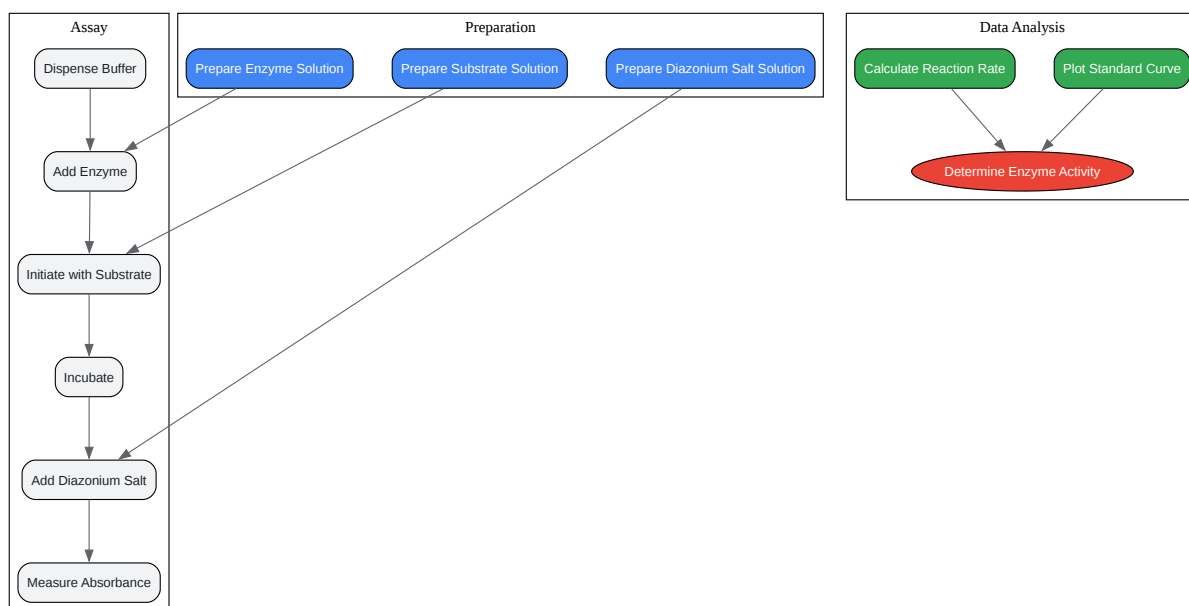 Assay
Dispense Buffer
Add Enzyme
Initiate with Substrate
Incubate
Add Diazonium Salt
Measure Absorbance
Preparation
Prepare Enzyme Solution
Prepare Substrate Solution
Prepare Diazonium Salt Solution
Data Analysis
Calculate Reaction Rate
Plot Standard Curve
Determine Enzyme Activity